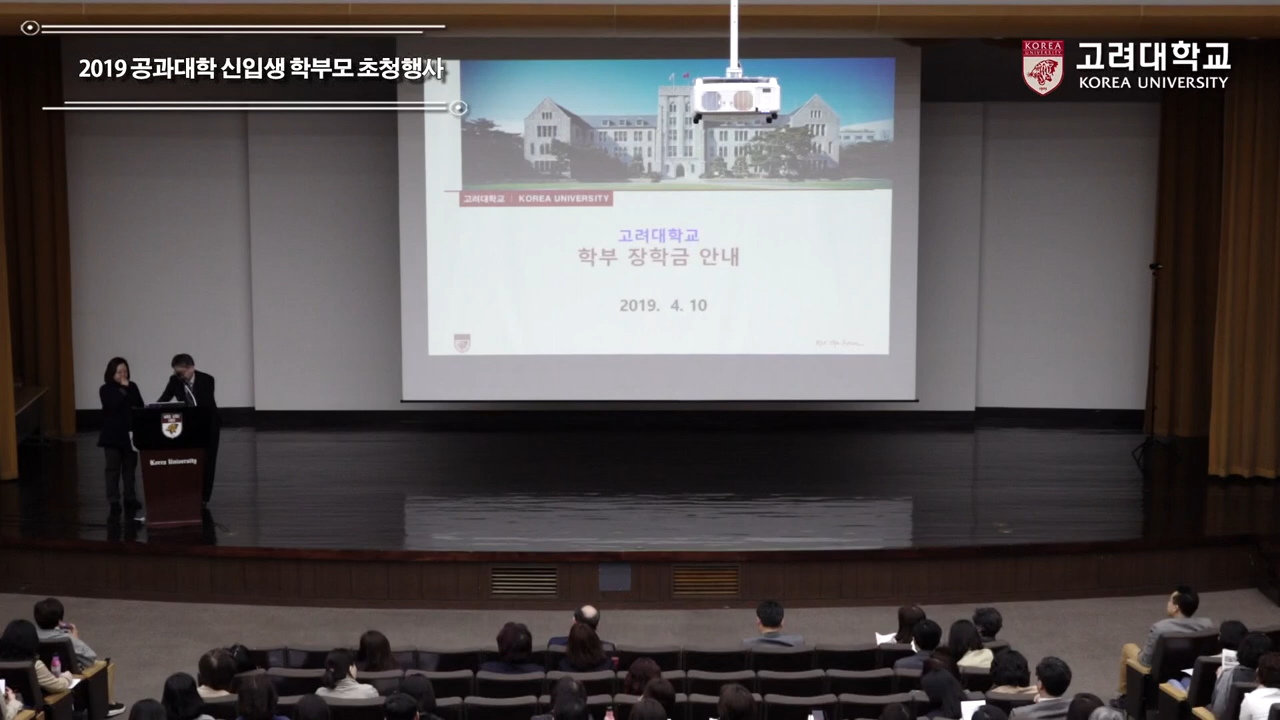 2019 공과대학 신입생 학부모 초청행사
KOREA
UNIVERSITY
고려대학교
KOREA UNIVERSITY
고려대학교 | KOREA UNIVERSITY
고려대학교
학부 장학금 안내
2019. 4. 10
Korea University